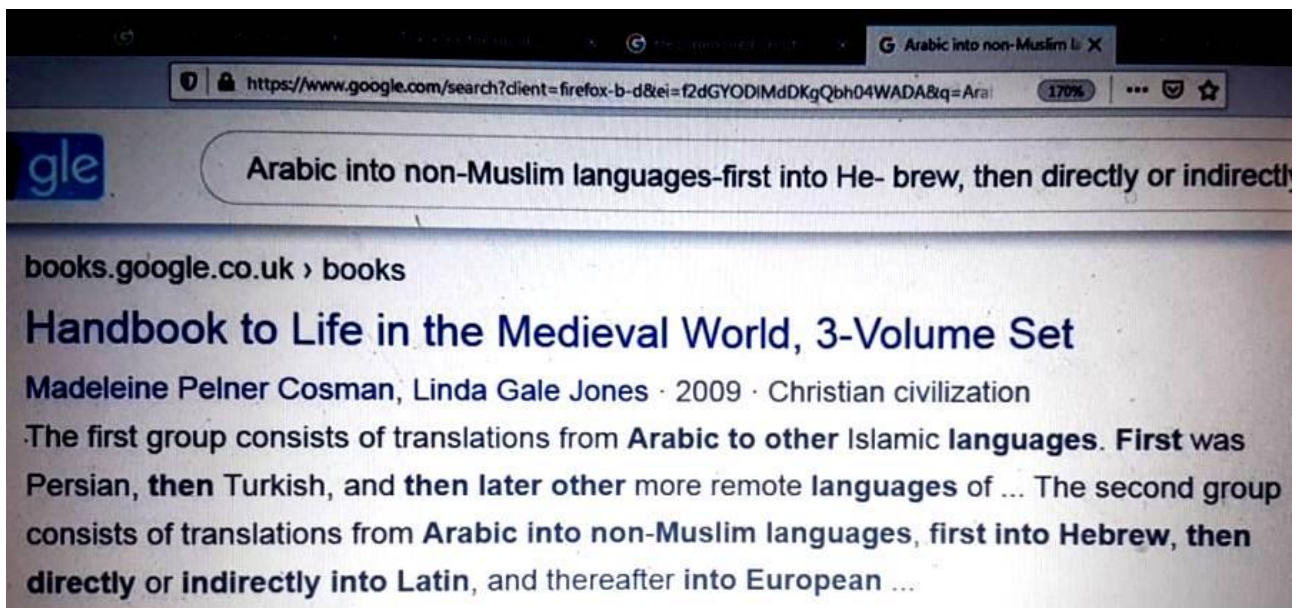 G Arabic into non-Muslim l X
https://www.google.com/search?client=firefox-b-d&ei=f2dGYODIMdDKgQbh04WADA&q=Arai 170% ...
gle Arabic into non-Muslim languages-first into He- brew, then directly or indirectly
books.google.co.uk › books
Handbook to Life in the Medieval World, 3-Volume Set
Madeleine Pelner Cosman, Linda Gale Jones · 2009 · Christian civilization
The first group consists of translations from Arabic to other Islamic languages. First was
Persian, then Turkish, and then later other more remote languages of ... The second group
consists of translations from Arabic into non-Muslim languages, first into Hebrew, then
directly or indirectly into Latin, and thereafter into European ...